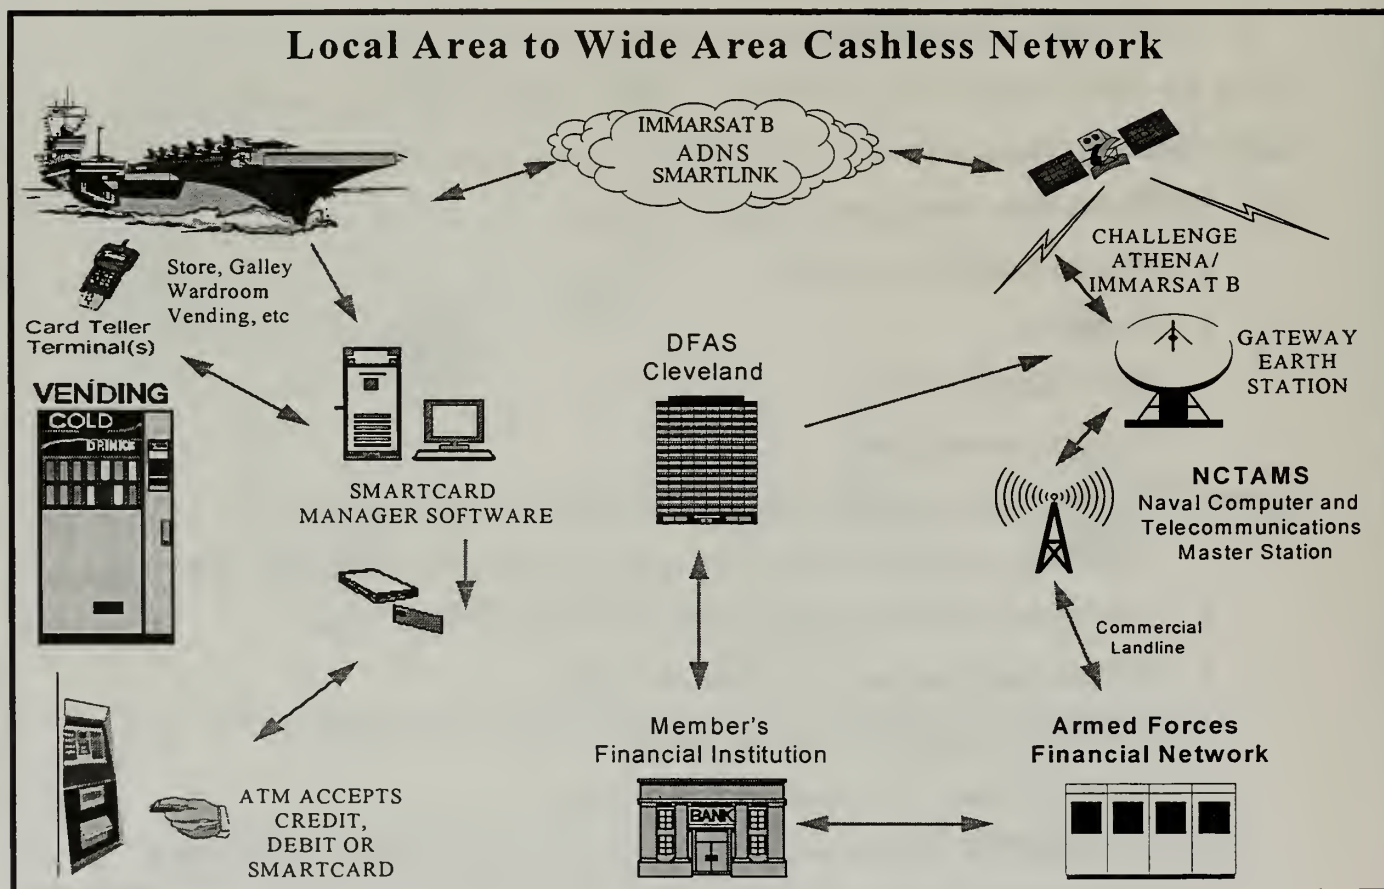 Local Area to Wide Area Cashless Network
IMMARSAT B
ADNS
SMARTLINK
CHALLENGE
ATHENA/
IMMARSAT B
Store, Galley
Wardroom
Vending, etc
Card Teller
Terminal(s)
GATEWAY
EARTH
STATION
DFAS
Cleveland
VENDING
COLD
DRINKS
SMARTCARD
MANAGER SOFTWARE
NCTAMS
Naval Computer and
Telecommunications
Master Station
Commercial
Landline
Member's
Financial Institution
BANK
Armed Forces
Financial Network
ATM ACCEPTS
CREDIT,
DEBIT OR
SMARTCARD